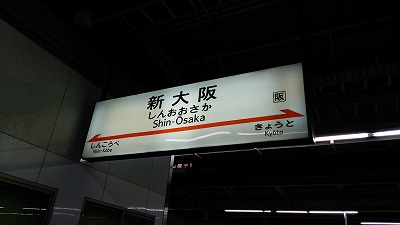 新大阪
阪
しんおおさか
Shin-Osaka
しんこうべ
Shin-Kobe
きょうと
Kyōto